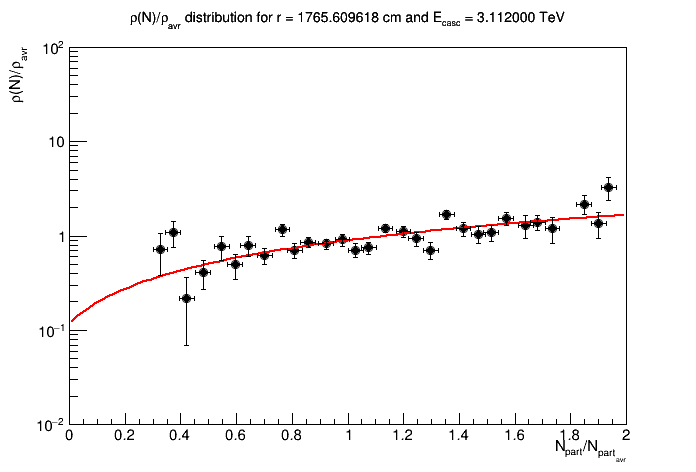 ρ(N)/ρavr distribution for r = 1765.609618 cm and Ecasc = 3.112000 TeV
ρ(N)/ρavr
10²
10
1
10⁻¹
10⁻²
0 0.2 0.4 0.6 0.8 1 1.2 1.4 1.6 1.8 2
Npart/Npartavr